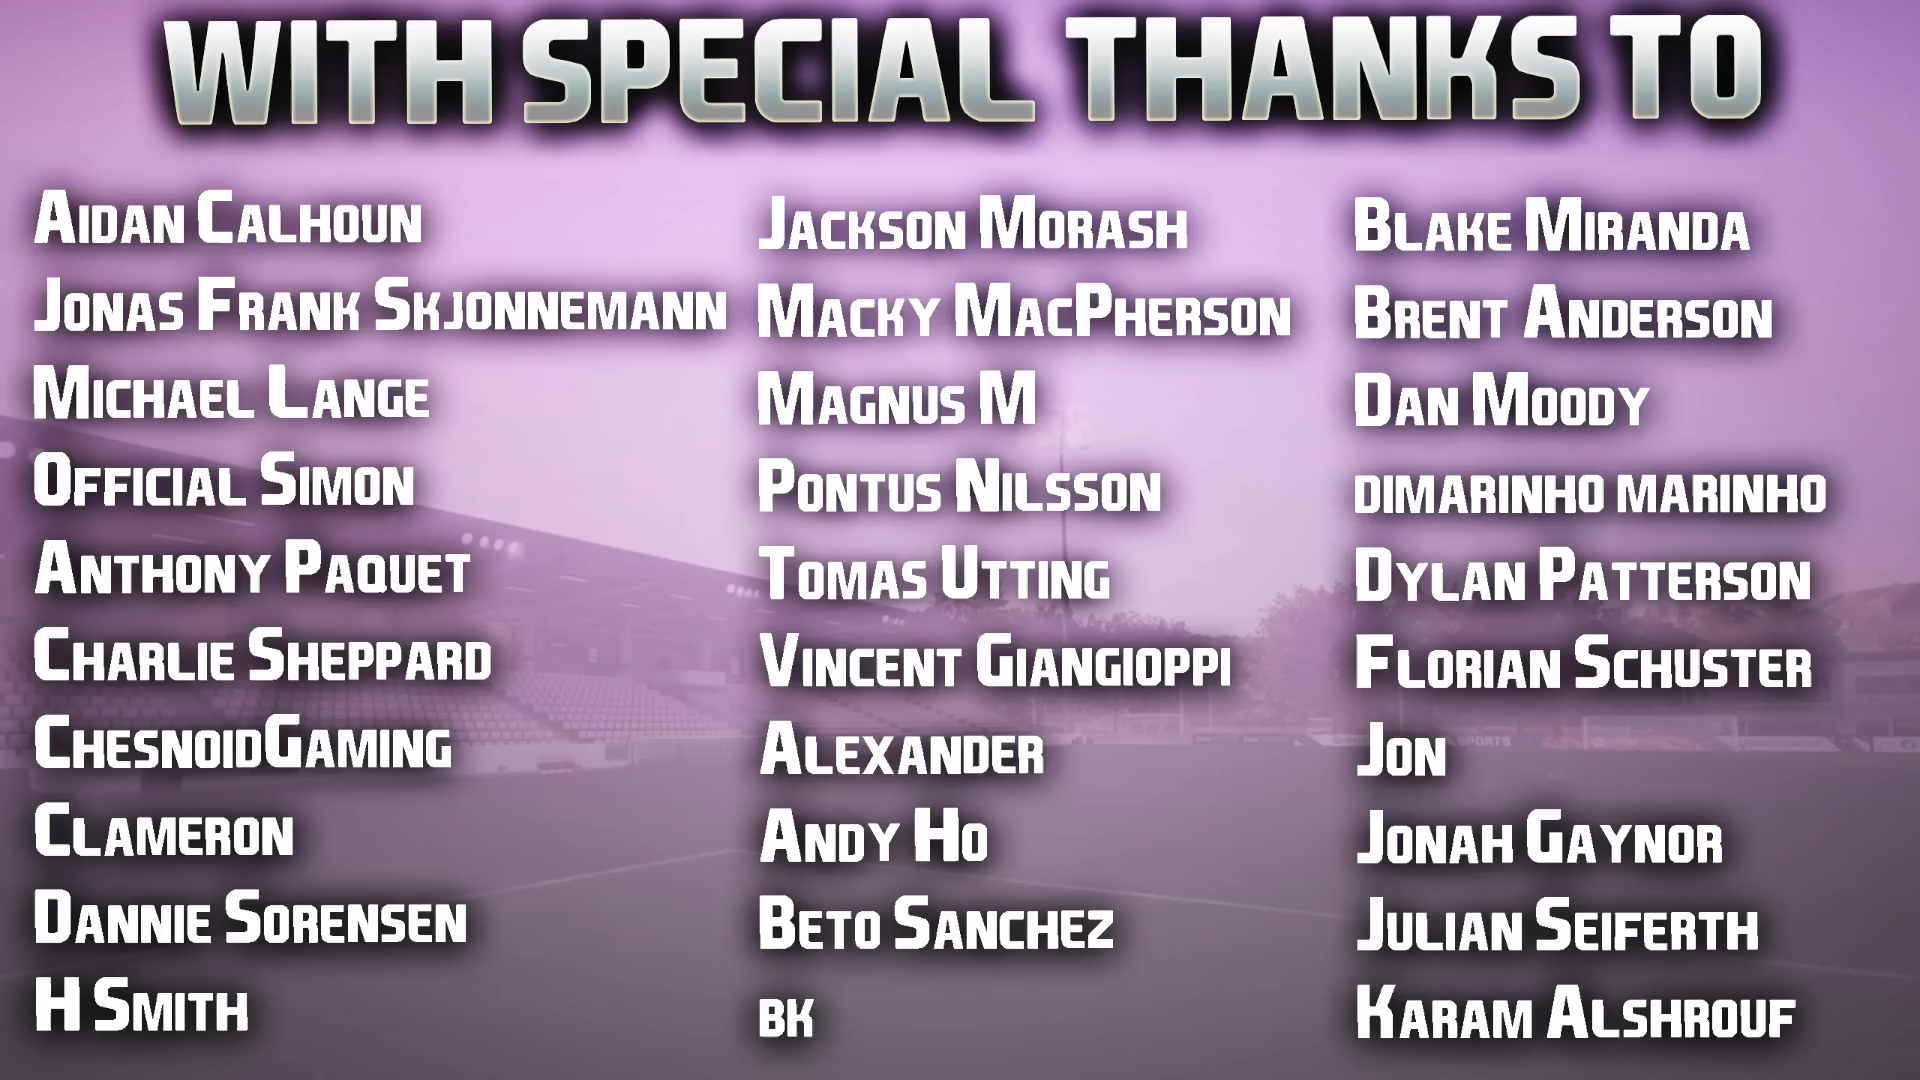 WITH SPECIAL THANKS TO
Aidan Calhoun
Jonas Frank Skjonnemann
Michael Lange
Official Simon
Anthony Paquet
Charlie Sheppard
ChesnoidGaming
Clameron
Dannie Sorensen
H Smith
Jackson Morash
Macky MacPherson
Magnus M
Pontus Nilsson
Tomas Utting
Vincent Giangioppi
Alexander
Andy Ho
Beto Sanchez
bk
Blake Miranda
Brent Anderson
Dan Moody
dimarinho marinho
Dylan Patterson
Florian Schuster
Jon
Jonah Gaynor
Julian Seiferth
Karam Alshrouf
SPORTS